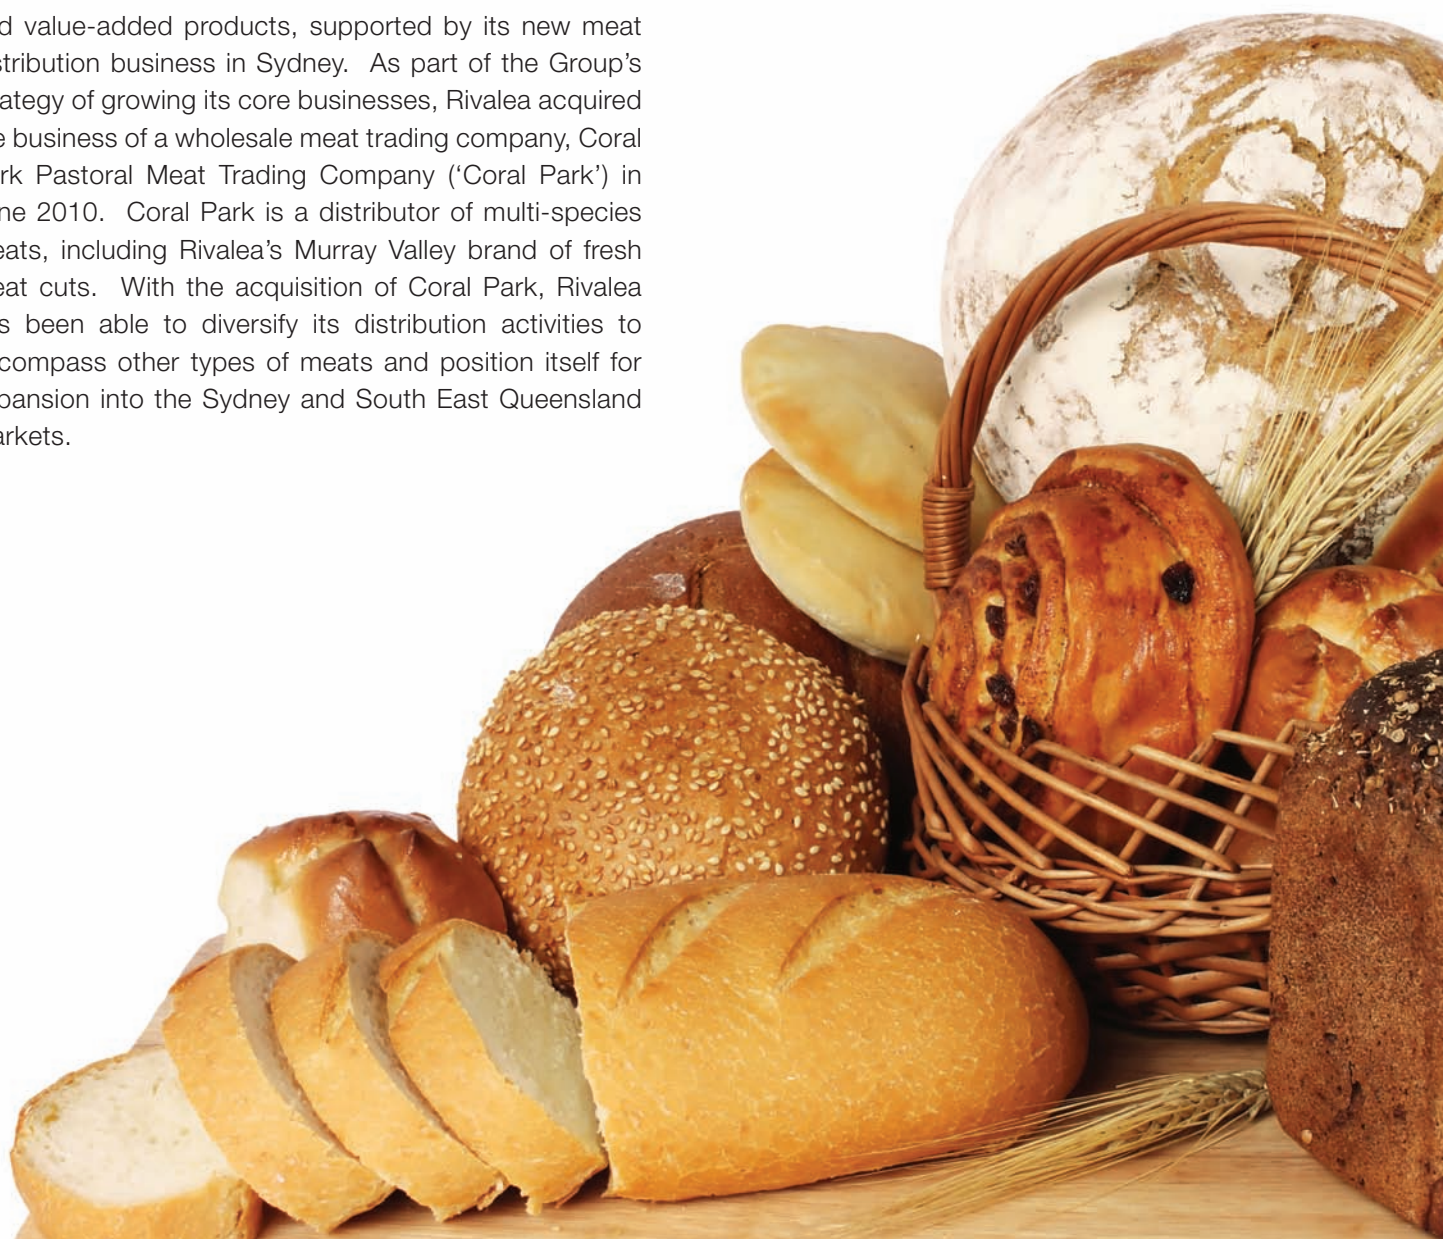 d value-added products, supported by its new meat
stribution business in Sydney.  As part of the Group’s
rategy of growing its core businesses, Rivalea acquired
e business of a wholesale meat trading company, Coral
rk Pastoral Meat Trading Company (‘Coral Park’) in
ne 2010.  Coral Park is a distributor of multi-species
eats, including Rivalea’s Murray Valley brand of fresh
eat cuts.  With the acquisition of Coral Park, Rivalea
s been able to diversify its distribution activities to
compass other types of meats and position itself for
pansion into the Sydney and South East Queensland
arkets.